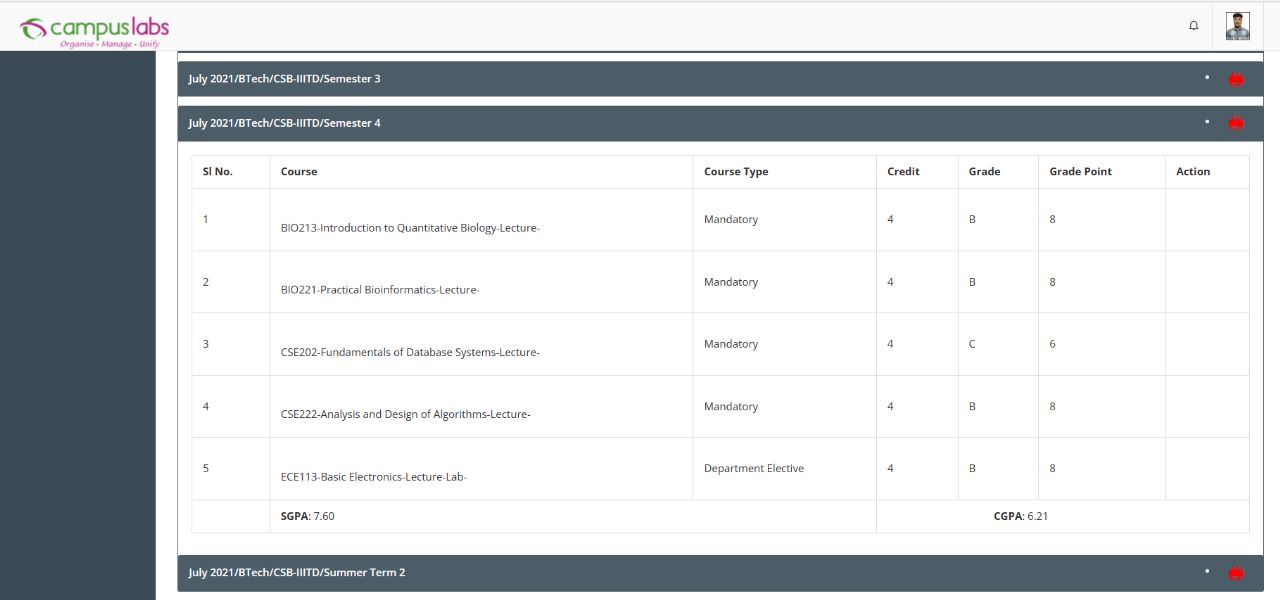 campuslabs
Organise • Manage • Unify
July 2021/BTech/CSB-IIITD/Semester 3
July 2021/BTech/CSB-IIITD/Semester 4
Sl No. Course Course Type Credit Grade Grade Point Action
1 BIO213-Introduction to Quantitative Biology-Lecture- Mandatory 4 B 8
2 BIO221-Practical Bioinformatics-Lecture- Mandatory 4 B 8
3 CSE202-Fundamentals of Database Systems-Lecture- Mandatory 4 C 6
4 CSE222-Analysis and Design of Algorithms-Lecture- Mandatory 4 B 8
5 ECE113-Basic Electronics-Lecture-Lab- Department Elective 4 B 8
SGPA: 7.60 CGPA: 6.21
July 2021/BTech/CSB-IIITD/Summer Term 2